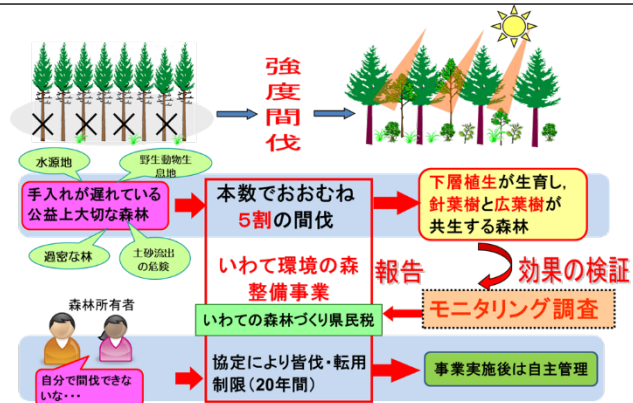 強
度
間
伐
水源地
野生動物生
息地
手入れが遅れている
公益上大切な森林
過密な林
土砂流出
の危険
本数でおおむね
5割の間伐
下層植生が生育し,
針葉樹と広葉樹が
共生する森林
いわて環境の森
整備事業
いわての森林づくり県民税
報告
効果の検証
モニタリング調査
森林所有者
自分で間伐できな
いな・・・
協定により皆伐・転用
制限(20年間)
事業実施後は自主管理